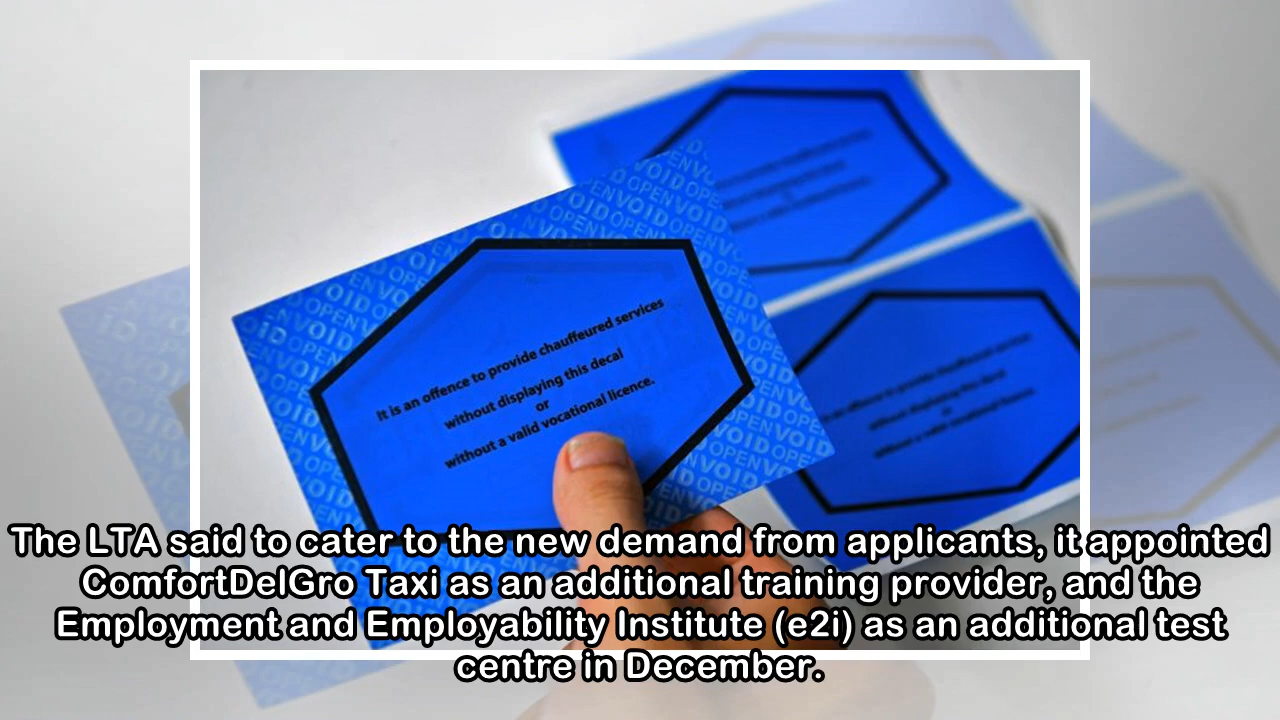 It is an offence to provide chauffeured services
without displaying this decal
or
without a valid vocational licence.
The LTA said to cater to the new demand from applicants, it appointed
ComfortDelGro Taxi as an additional training provider, and the
Employment and Employability Institute (e2i) as an additional test
centre in December.